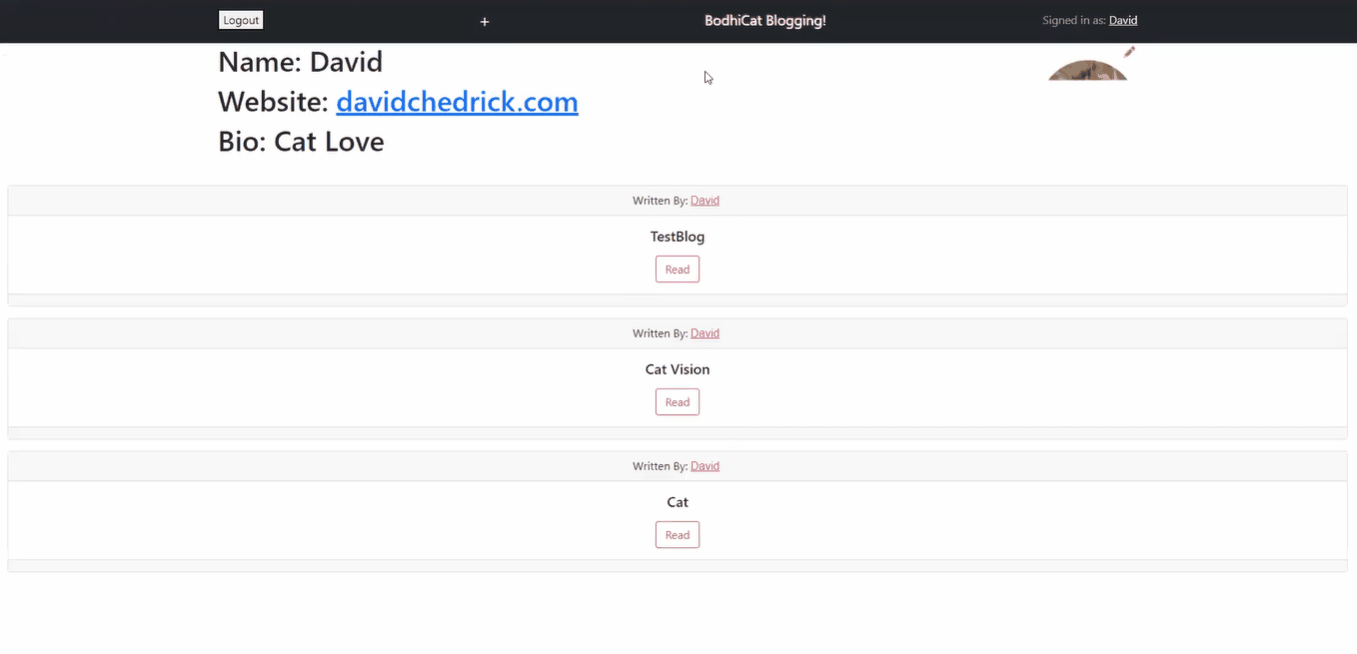 Logout + BodhiCat Blogging! Signed in as: David
Name: David
Website: davidchedrick.com
Bio: Cat Love
Written By: David
TestBlog
Read
Written By: David
Cat Vision
Read
Written By: David
Cat
Read